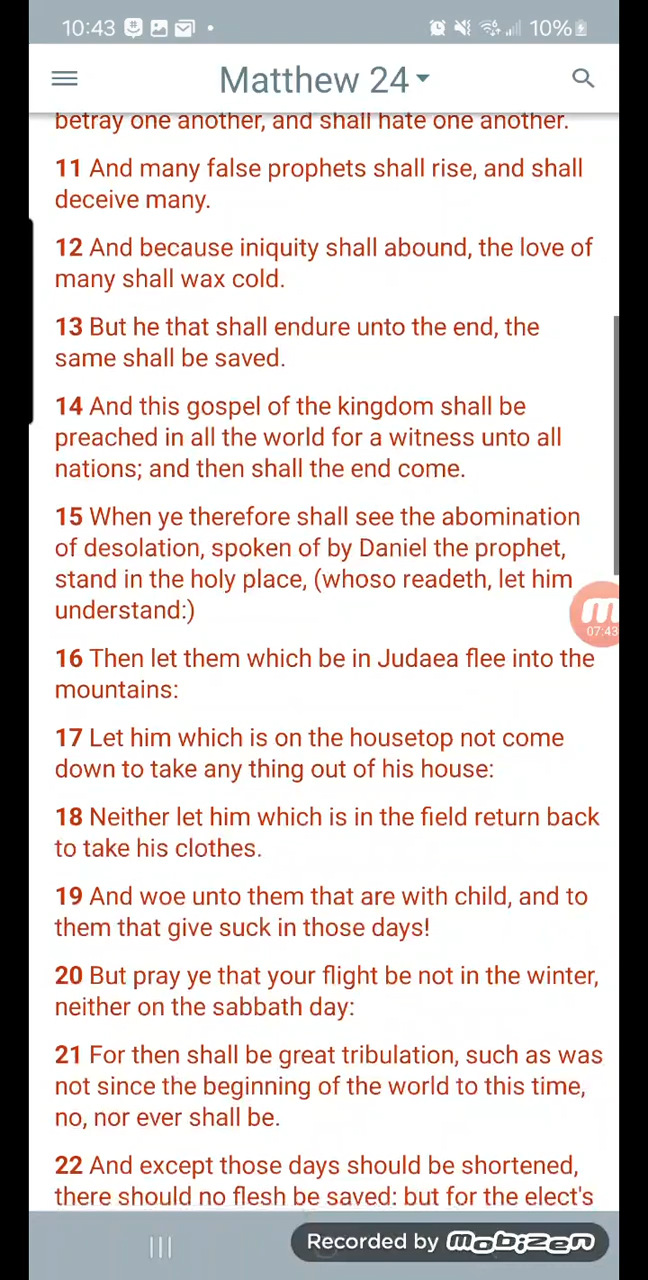 10:43
10%
Matthew 24
betray one another, and shall hate one another.
11 And many false prophets shall rise, and shall
deceive many.
12 And because iniquity shall abound, the love of
many shall wax cold.
13 But he that shall endure unto the end, the
same shall be saved.
14 And this gospel of the kingdom shall be
preached in all the world for a witness unto all
nations; and then shall the end come.
15 When ye therefore shall see the abomination
of desolation, spoken of by Daniel the prophet,
stand in the holy place, (whoso readeth, let him
understand:)
07:43
16 Then let them which be in Judaea flee into the
mountains:
17 Let him which is on the housetop not come
down to take any thing out of his house:
18 Neither let him which is in the field return back
to take his clothes.
19 And woe unto them that are with child, and to
them that give suck in those days!
20 But pray ye that your flight be not in the winter,
neither on the sabbath day:
21 For then shall be great tribulation, such as was
not since the beginning of the world to this time,
no, nor ever shall be.
22 And except those days should be shortened,
there should no flesh be saved: but for the elect's
Recorded by mobizen